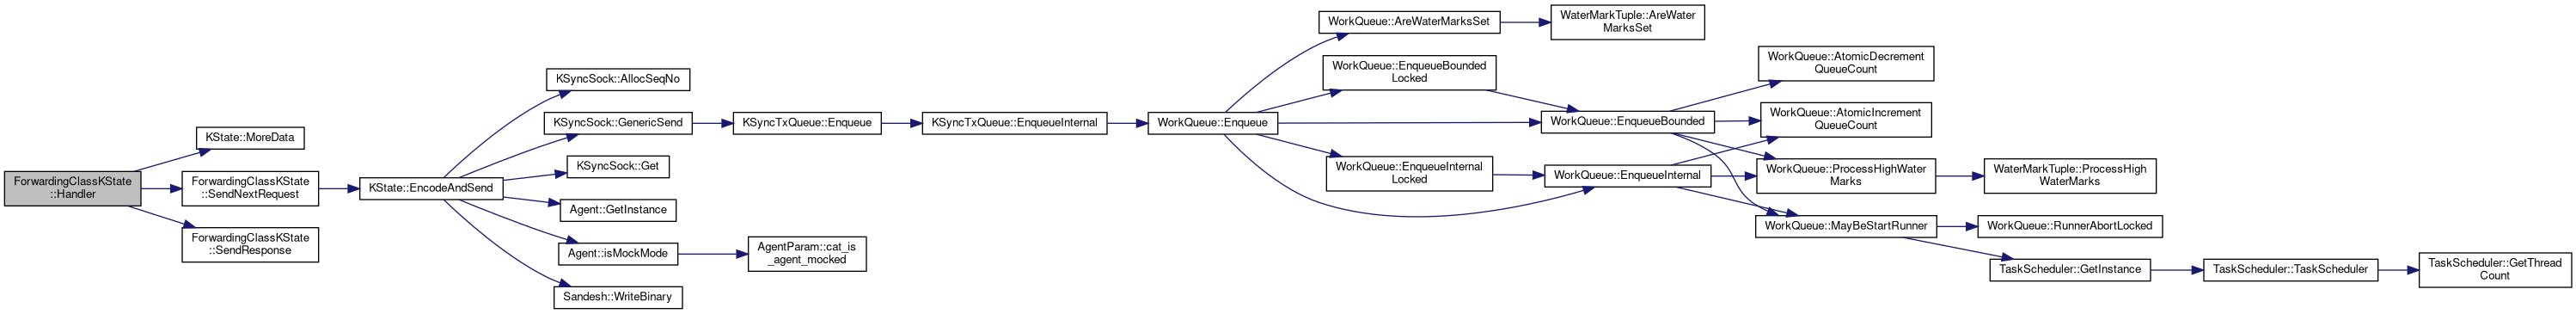 ForwardingClassKState
::Handler
KState::MoreData
ForwardingClassKState
::SendNextRequest
ForwardingClassKState
::SendResponse
KState::EncodeAndSend
KSyncSock::AllocSeqNo
KSyncSock::GenericSend
KSyncSock::Get
Agent::GetInstance
Agent::isMockMode
Sandesh::WriteBinary
KSyncTxQueue::Enqueue
AgentParam::cat_is
_agent_mocked
KSyncTxQueue::EnqueueInternal
WorkQueue::Enqueue
WorkQueue::AreWaterMarksSet
WorkQueue::EnqueueBounded
Locked
WorkQueue::EnqueueInternal
Locked
WaterMarkTuple::AreWater
MarksSet
WorkQueue::EnqueueBounded
WorkQueue::EnqueueInternal
WorkQueue::AtomicDecrement
QueueCount
WorkQueue::AtomicIncrement
QueueCount
WorkQueue::ProcessHighWater
Marks
WorkQueue::MayBeStartRunner
WaterMarkTuple::ProcessHigh
WaterMarks
WorkQueue::RunnerAbortLocked
TaskScheduler::GetInstance
TaskScheduler::TaskScheduler
TaskScheduler::GetThread
Count